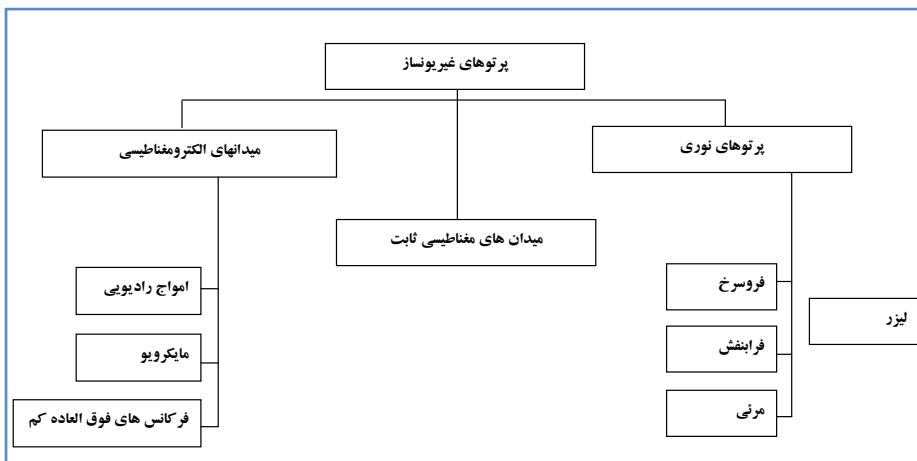 پرتوهای غیریونساز
پرتوهای نوری
میدانهای الکترومغناطیسی
میدان های مغناطیسی ثابت
فروسرخ
فرابنفش
مرئی
لیزر
امواج رادیویی
مایکرویو
فرکانس های فوق العاده کم